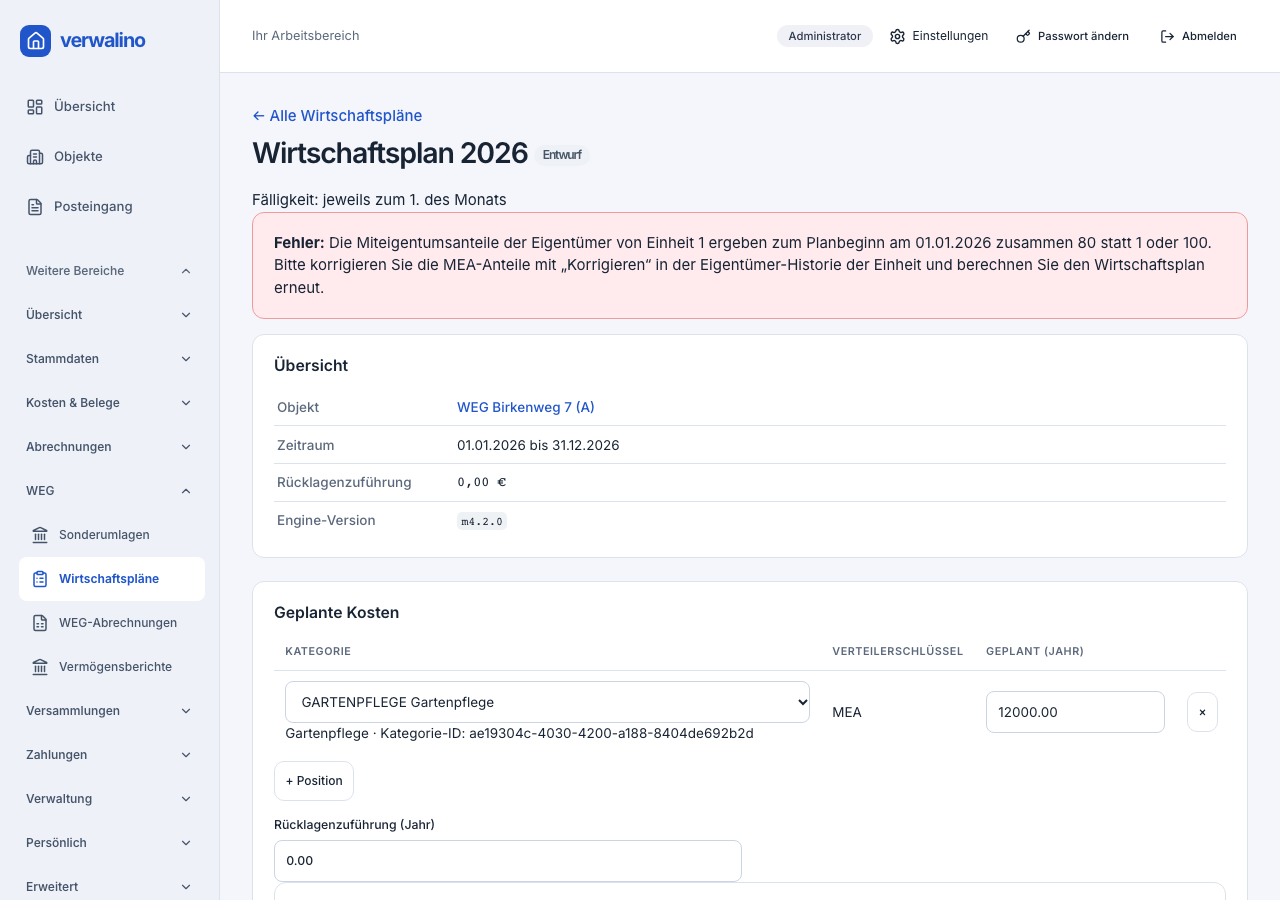 verwalino
Ihr Arbeitsbereich
Administrator
Einstellungen
Passwort ändern
Abmelden
Übersicht
Objekte
Posteingang
Weitere Bereiche
Übersicht
Stammdaten
Kosten & Belege
Abrechnungen
WEG
Sonderumlagen
Wirtschaftspläne
WEG-Abrechnungen
Vermögensberichte
Versammlungen
Zahlungen
Verwaltung
Persönlich
Erweitert
← Alle Wirtschaftspläne
Wirtschaftsplan 2026 Entwurf
Fälligkeit: jeweils zum 1. des Monats
Fehler: Die Miteigentumsanteile der Eigentümer von Einheit 1 ergeben zum Planbeginn am 01.01.2026 zusammen 80 statt 1 oder 100.
Bitte korrigieren Sie die MEA-Anteile mit „Korrigieren“ in der Eigentümer-Historie der Einheit und berechnen Sie den Wirtschaftsplan
erneut.
Übersicht
Objekt WEG Birkenweg 7 (A)
Zeitraum 01.01.2026 bis 31.12.2026
Rücklagenzuführung 0,00 €
Engine-Version m4.2.0
Geplante Kosten
KATEGORIE VERTEILERSCHLÜSSEL GEPLANT (JAHR)
GARTENPFLEGE Gartenpflege MEA 12000.00 ×
Gartenpflege · Kategorie-ID: ae19304c-4030-4200-a188-8404de692b2d
+ Position
Rücklagenzuführung (Jahr)
0.00